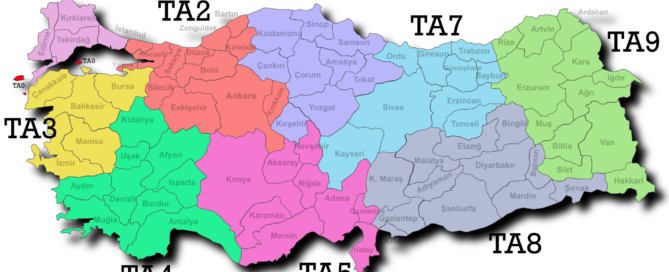 TA2
Bartın
Ardahan
Kırklareli
İstanbul
Zonguldak
Sinop
Kastamonu
TA7
Artvin
TA9
Edirne
Tekirdağ
Kocaeli
Sakarya
Düzce
Karabük
Samsun
Ordu
Giresun
Trabzon
Rize
Kars
TA0
TA0
Bolu
Çankırı
Amasya
Gümüşhane
Iğdır
Çanakkale
Bursa
Bilecik
Çorum
Tokat
Bayburt
Erzurum
Ağrı
TA3
Balıkesir
Eskişehir
Ankara
Kırıkkale
Yozgat
Sivas
Erzincan
Kütahya
Kırşehir
Tunceli
Bingöl
Muş
Manisa
Uşak
Afyon
Nevşehir
Kayseri
Elazığ
Bitlis
Van
İzmir
Aksaray
Malatya
Diyarbakır
Batman
Siirt
Aydın
Isparta
Konya
Niğde
K. Maraş
Adıyaman
Şırnak
Hakkari
Denizli
Burdur
Adana
Mardin
Muğla
Antalya
Karaman
Osmaniye
Gaziantep
Şanlıurfa
Mersin
TA8
Hatay
TA4
TA5